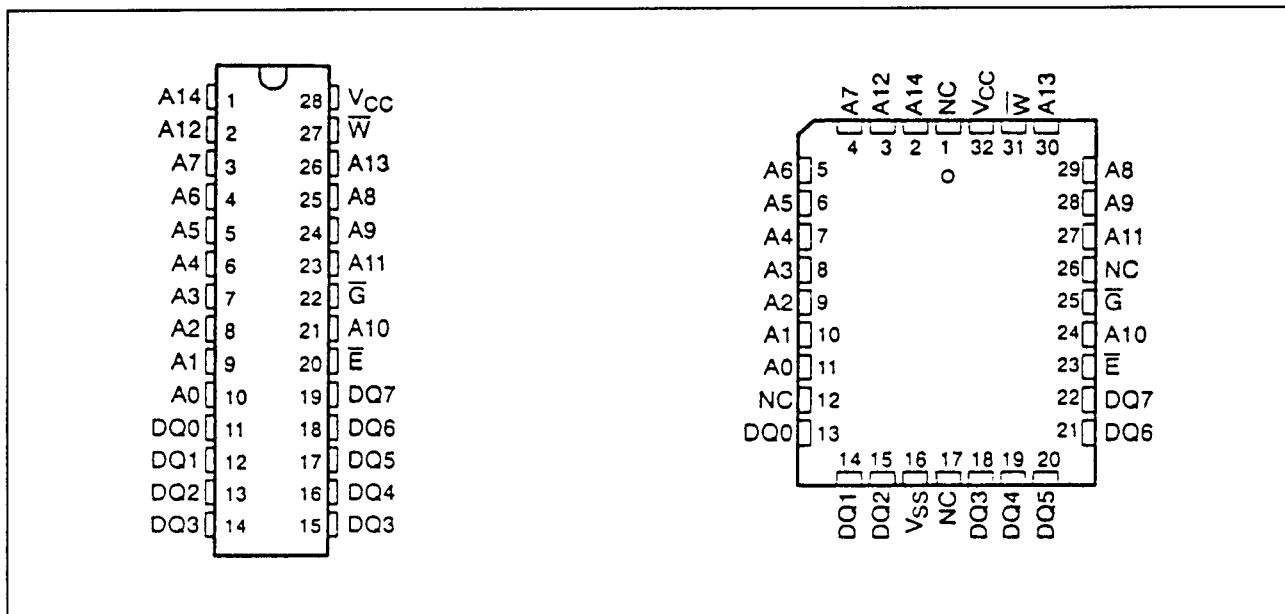 A14 1 28 VCC
A12 2 27 W̅
A7 3 26 A13
A6 4 25 A8
A5 5 24 A9
A4 6 23 A11
A3 7 22 G̅
A2 8 21 A10
A1 9 20 E̅
A0 10 19 DQ7
DQ0 11 18 DQ6
DQ1 12 17 DQ5
DQ2 13 16 DQ4
DQ3 14 15 DQ3
A7 A12 A14 NC VCC W̅ A13
4 3 2 1 32 31 30
A6 5 29 A8
A5 6 28 A9
A4 7 27 A11
A3 8 26 NC
A2 9 25 G̅
A1 10 24 A10
A0 11 23 E̅
NC 12 22 DQ7
DQ0 13 21 DQ6
14 15 16 17 18 19 20
DQ1 DQ2 VSS NC DQ3 DQ4 DQ5